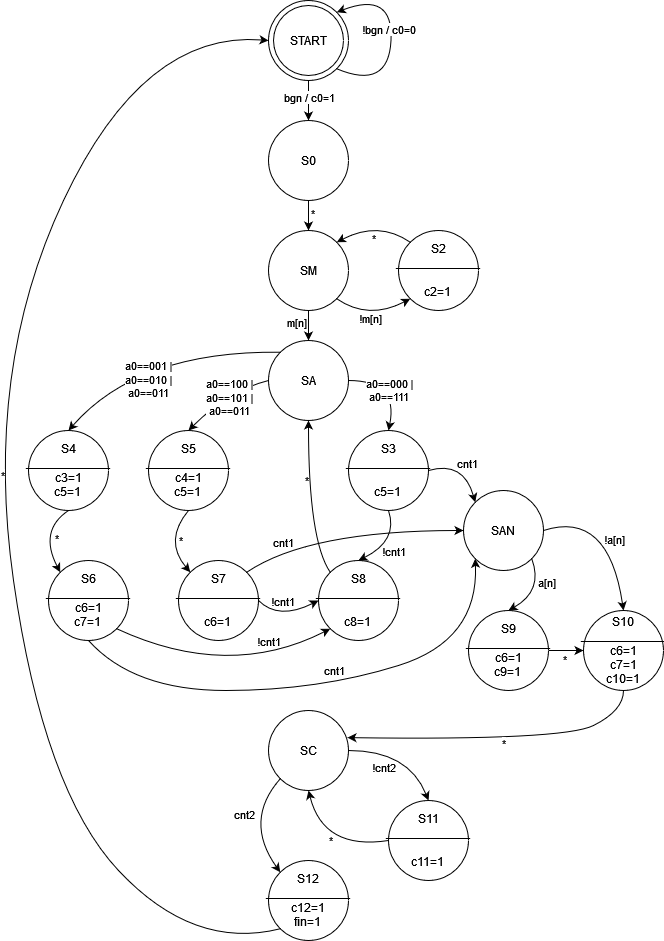 START
!bgn / c0=0
bgn / c0=1
S0
*
SM
*
S2
c2=1
!m[n]
m[n]
SA
a0==001 |
a0==010 |
a0==011
a0==100 |
a0==101 |
a0==011
a0==000 |
a0==111
S4
c3=1
c5=1
S5
c4=1
c5=1
S3
c5=1
cnt1
*
*
*
*
cnt1
!cnt1
SAN
!a[n]
a[n]
S6
c6=1
c7=1
S7
c6=1
!cnt1
S8
c8=1
!cnt1
cnt1
S9
c6=1
c9=1
*
S10
c6=1
c7=1
c10=1
*
SC
!cnt2
cnt2
S11
c11=1
*
S12
c12=1
fin=1